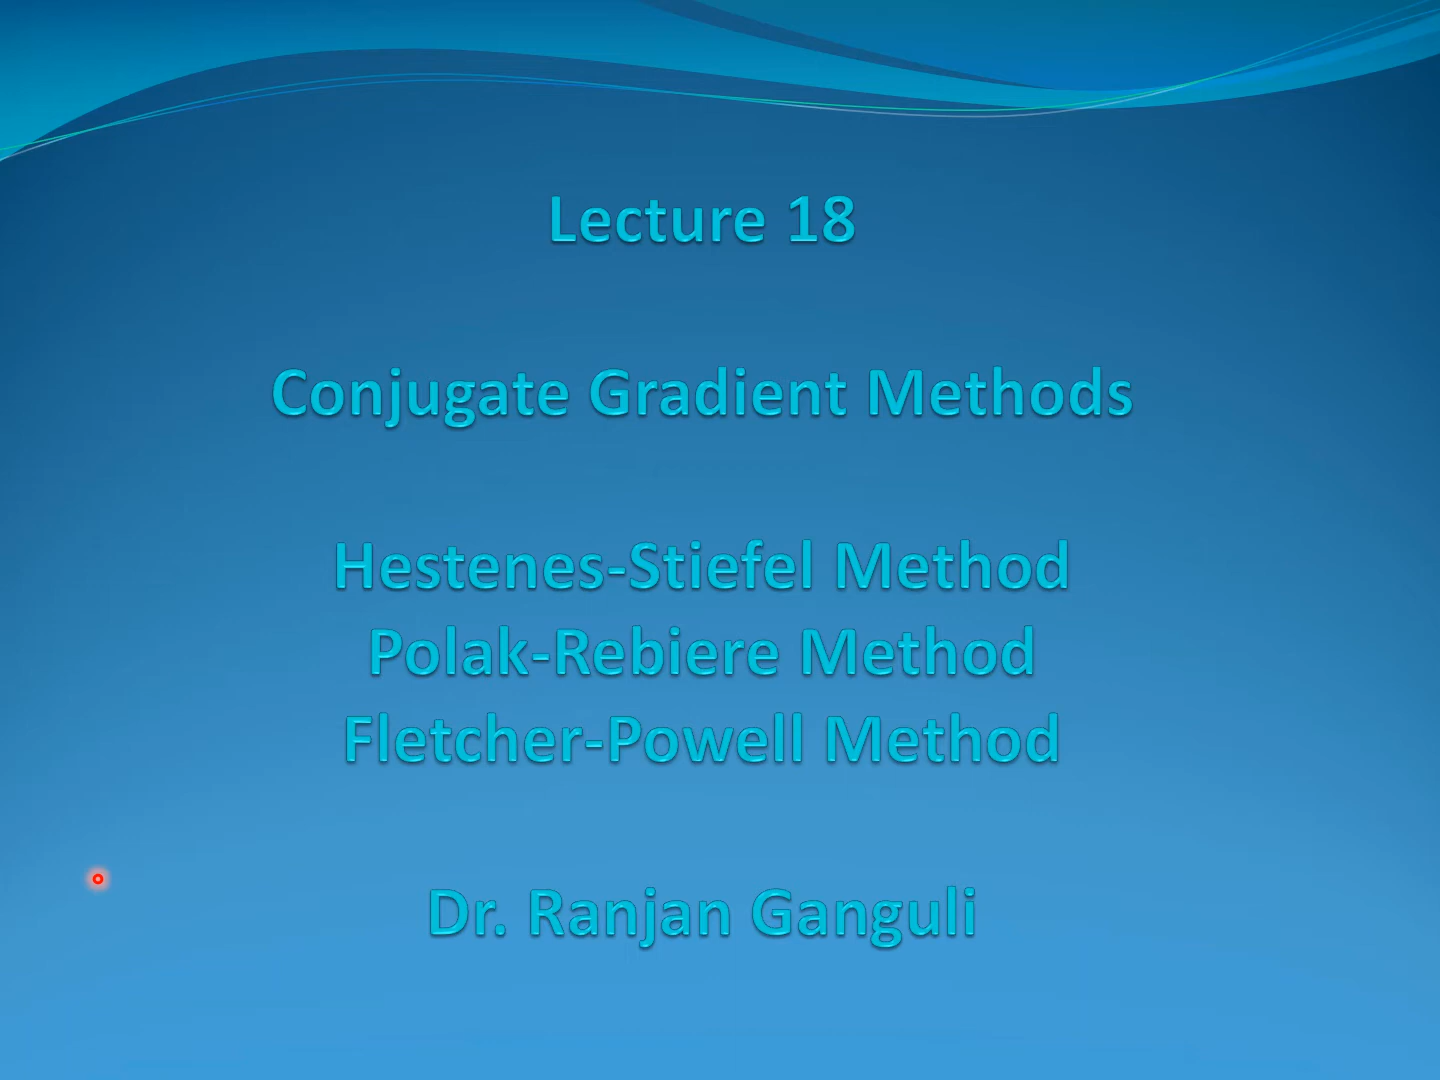 Lecture 18
Conjugate Gradient Methods
Hestenes-Stiefel Method
Polak-Rebiere Method
Fletcher-Powell Method
Dr. Ranjan Ganguli